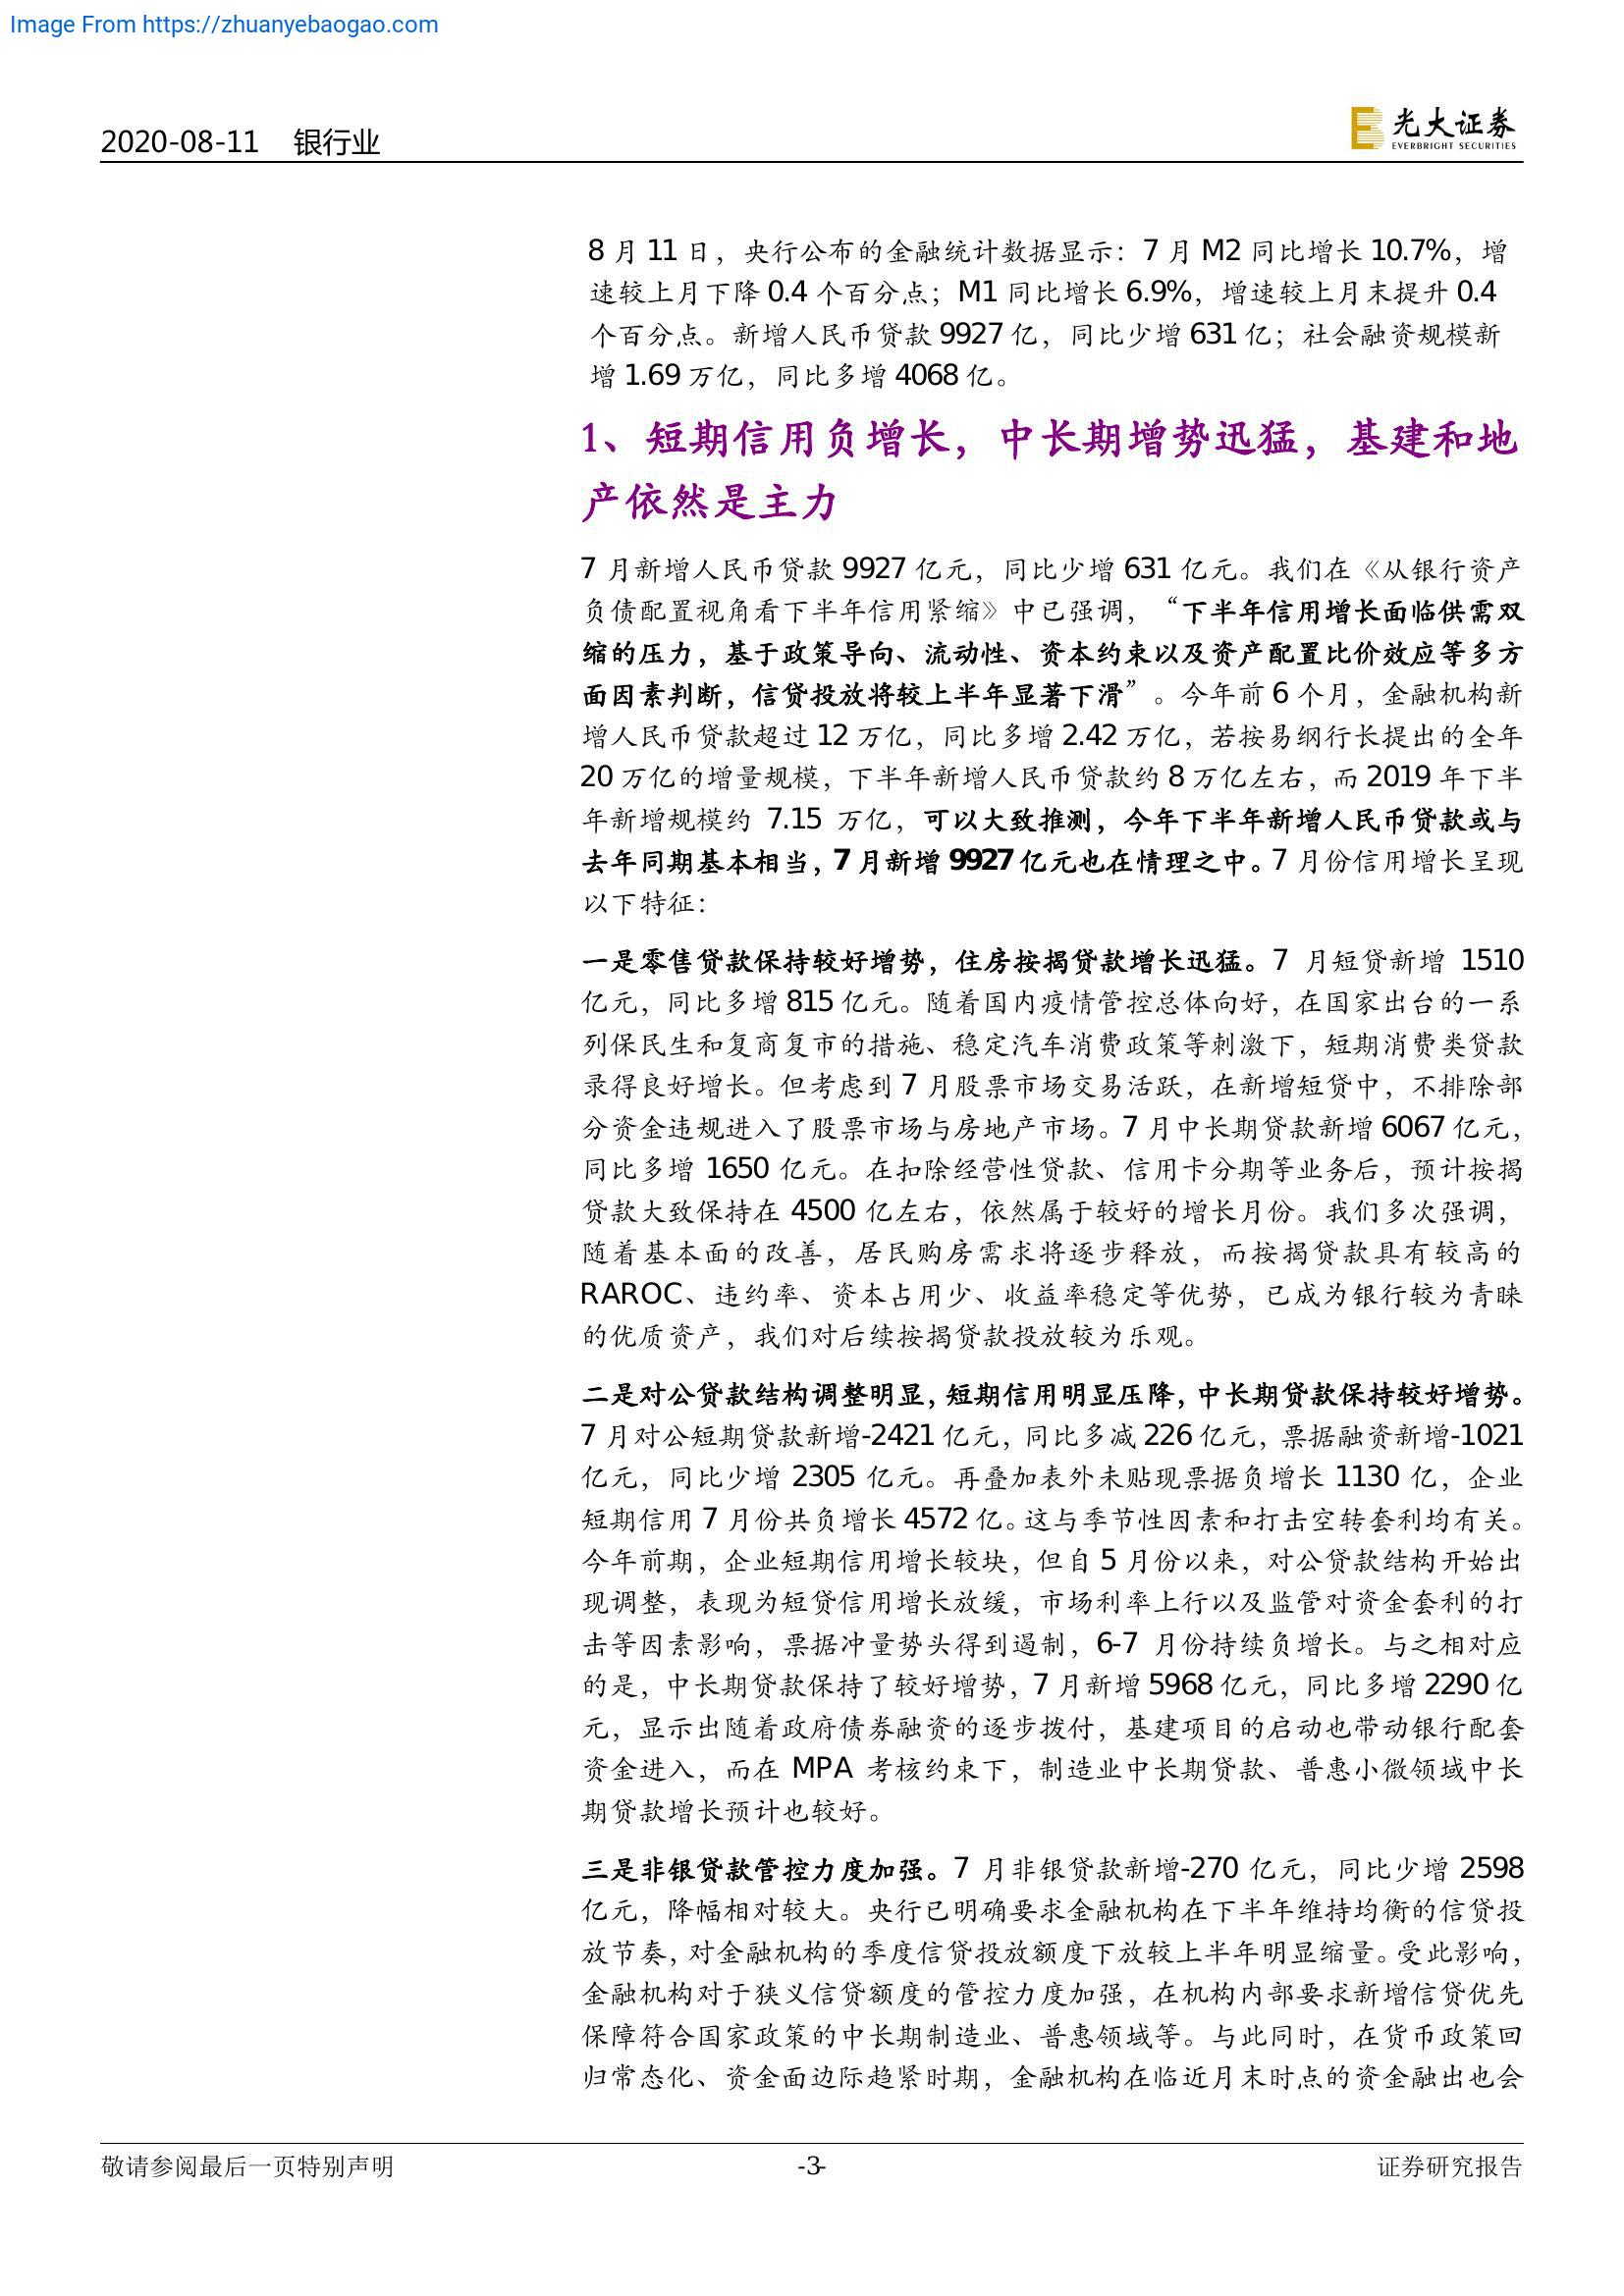 Image From https://zhuanyebaogao.com
2020-08-11 银行业
光大证券
EVERBRIGHT SECURITIES
8 月 11 日，央行公布的金融统计数据显示：7 月 M2 同比增长 10.7%，增
速较上月下降 0.4 个百分点；M1 同比增长 6.9%，增速较上月末提升 0.4
个百分点。新增人民币贷款 9927 亿，同比少增 631 亿；社会融资规模新
增 1.69 万亿，同比多增 4068 亿。
1、短期信用负增长，中长期增势迅猛，基建和地
产依然是主力
7 月新增人民币贷款 9927 亿元，同比少增 631 亿元。我们在《从银行资产
负债配置视角看下半年信用紧缩》中已强调，“下半年信用增长面临供需双
缩的压力，基于政策导向、流动性、资本约束以及资产配置比价效应等多方
面因素判断，信贷投放将较上半年显著下滑”。今年前 6 个月，金融机构新
增人民币贷款超过 12 万亿，同比多增 2.42 万亿，若按易纲行长提出的全年
20 万亿的增量规模，下半年新增人民币贷款约 8 万亿左右，而 2019 年下半
年新增规模约 7.15 万亿，可以大致推测，今年下半年新增人民币贷款或与
去年同期基本相当，7 月新增 9927 亿元也在情理之中。7 月份信用增长呈现
以下特征：
一是零售贷款保持较好增势，住房按揭贷款增长迅猛。7 月短贷新增 1510
亿元，同比多增 815 亿元。随着国内疫情管控总体向好，在国家出台的一系
列保民生和复商复市的措施、稳定汽车消费政策等刺激下，短期消费类贷款
录得良好增长。但考虑到 7 月股票市场交易活跃，在新增短贷中，不排除部
分资金违规进入了股票市场与房地产市场。7 月中长期贷款新增 6067 亿元，
同比多增 1650 亿元。在扣除经营性贷款、信用卡分期等业务后，预计按揭
贷款大致保持在 4500 亿左右，依然属于较好的增长月份。我们多次强调，
随着基本面的改善，居民购房需求将逐步释放，而按揭贷款具有较高的
RAROC、违约率、资本占用少、收益率稳定等优势，已成为银行较为青睐
的优质资产，我们对后续按揭贷款投放较为乐观。
二是对公贷款结构调整明显，短期信用明显压降，中长期贷款保持较好增势。
7 月对公短期贷款新增-2421 亿元，同比多减 226 亿元，票据融资新增-1021
亿元，同比少增 2305 亿元。再叠加表外未贴现票据负增长 1130 亿，企业
短期信用 7 月份共负增长 4572 亿。这与季节性因素和打击空转套利均有关。
今年前期，企业短期信用增长较块，但自 5 月份以来，对公贷款结构开始出
现调整，表现为短贷信用增长放缓，市场利率上行以及监管对资金套利的打
击等因素影响，票据冲量势头得到遏制，6-7 月份持续负增长。与之相对应
的是，中长期贷款保持了较好增势，7 月新增 5968 亿元，同比多增 2290 亿
元，显示出随着政府债券融资的逐步拨付，基建项目的启动也带动银行配套
资金进入，而在 MPA 考核约束下，制造业中长期贷款、普惠小微领域中长
期贷款增长预计也较好。
三是非银贷款管控力度加强。7 月非银贷款新增-270 亿元，同比少增 2598
亿元，降幅相对较大。央行已明确要求金融机构在下半年维持均衡的信贷投
放节奏，对金融机构的季度信贷投放额度下放较上半年明显缩量。受此影响，
金融机构对于狭义信贷额度的管控力度加强，在机构内部要求新增信贷优先
保障符合国家政策的中长期制造业、普惠领域等。与此同时，在货币政策回
归常态化、资金面边际趋紧时期，金融机构在临近月末时点的资金融出也会
敬请参阅最后一页特别声明
-3-
证券研究报告